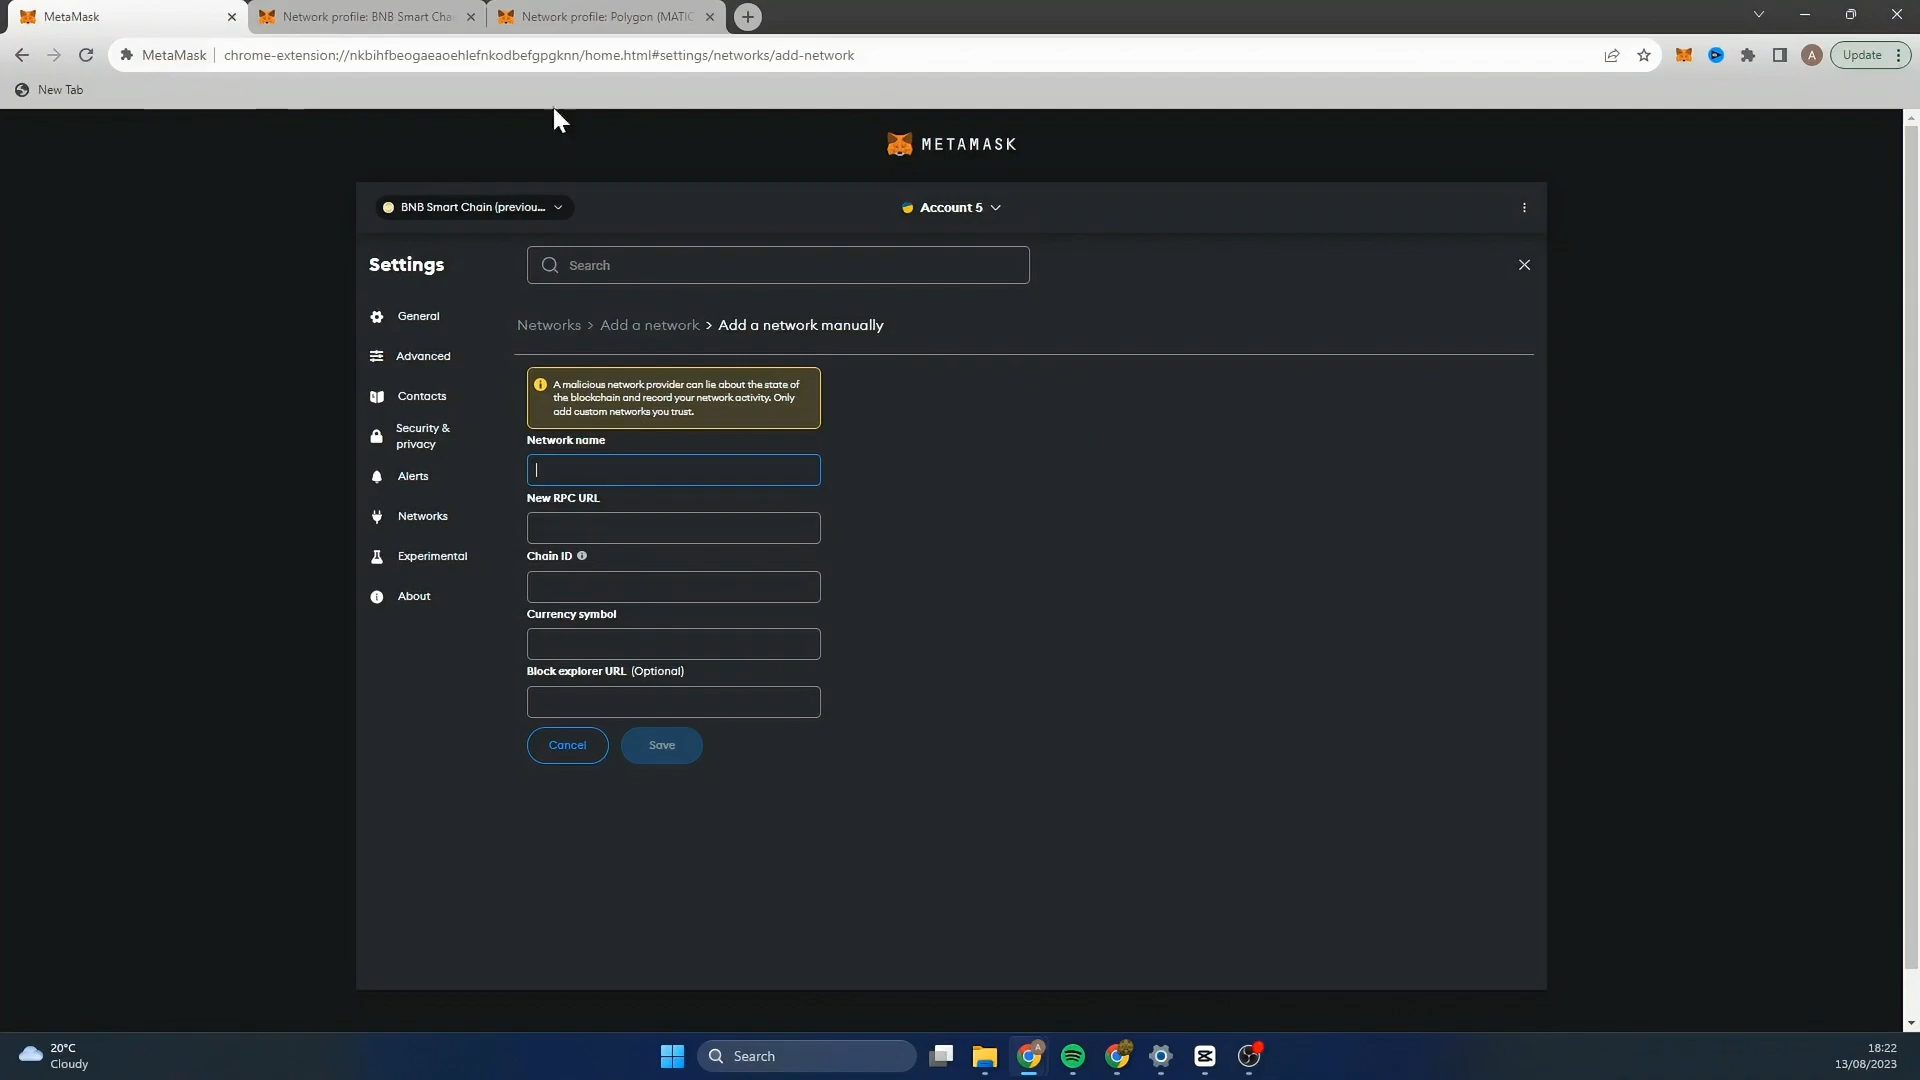 MetaMask
Network profile: BNB Smart Cha
Network profile: Polygon (MATIC
MetaMask
chrome-extension://nkbihfbeogaeaoehlefnkodbefgpgknn/home.html#settings/networks/add-network
A
Update
New Tab
METAMASK
BNB Smart Chain (previou...
Account 5
Settings
Search
General
Advanced
Contacts
Security &
privacy
Alerts
Networks
Experimental
About
Networks > Add a network > Add a network manually
A malicious network provider can lie about the state of
the blockchain and record your network activity. Only
add custom networks you trust.
Network name
New RPC URL
Chain ID
Currency symbol
Block explorer URL (Optional)
Cancel
Save
20°C
Cloudy
Search
A
18:22
13/08/2023